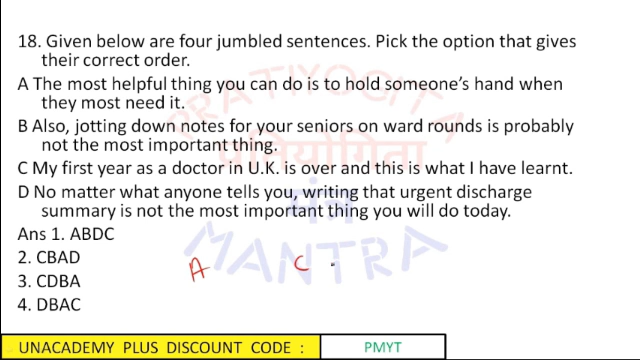 18. Given below are four jumbled sentences. Pick the option that gives
their correct order.
A The most helpful thing you can do is to hold someone's hand when
they most need it.
B Also, jotting down notes for your seniors on ward rounds is probably
not the most important thing.
C My first year as a doctor in U.K. is over and this is what I have learnt.
D No matter what anyone tells you, writing that urgent discharge
summary is not the most important thing you will do today.
Ans 1. ABDC
2. CBAD
3. CDBA
4. DBAC
A C
PRATIYOGITA
प्रतियोगिता
मंत्र
MANTRA
UNACADEMY PLUS DISCOUNT CODE : PMYT